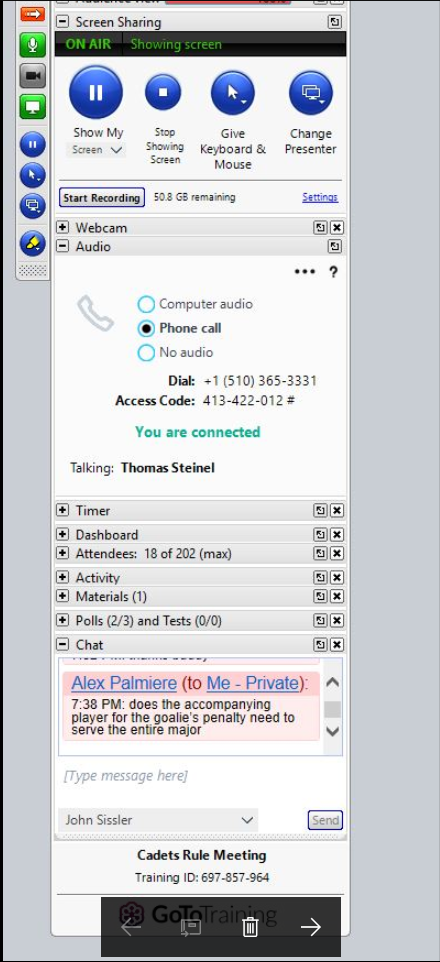 Screen Sharing
ON AIR Showing screen
Show My
Screen
Stop
Showing
Screen
Give
Keyboard &
Mouse
Change
Presenter
Start Recording 50.8 GB remaining Settings
Webcam
Audio
••• ?
Computer audio
Phone call
No audio
Dial: +1 (510) 365-3331
Access Code: 413-422-012 #
You are connected
Talking: Thomas Steinel
Timer
Dashboard
Attendees: 18 of 202 (max)
Activity
Materials (1)
Polls (2/3) and Tests (0/0)
Chat
Alex Palmiere (to Me - Private):
7:38 PM: does the accompanying
player for the goalie's penalty need to
serve the entire major
[Type message here]
John Sissler Send
Cadets Rule Meeting
Training ID: 697-857-964
GoToTraining